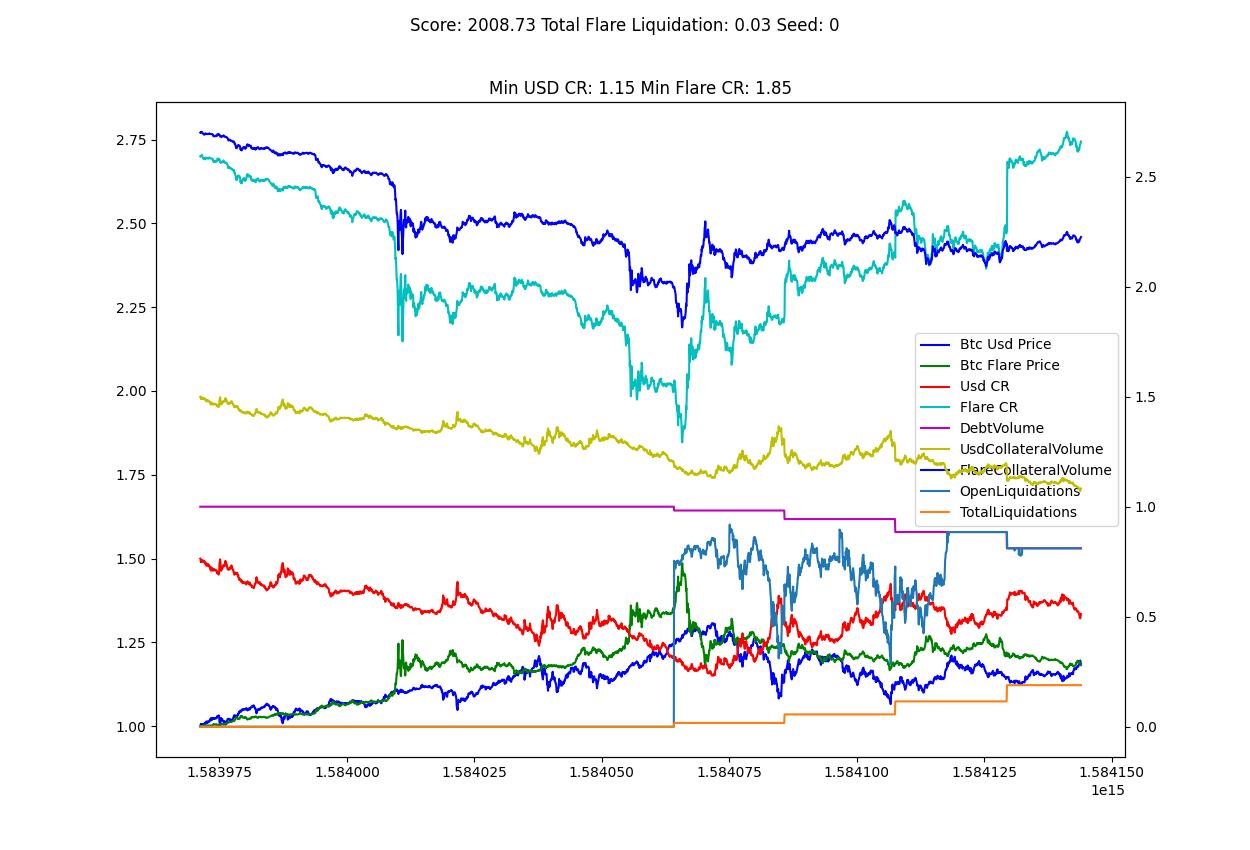 Score: 2008.73 Total Flare Liquidation: 0.03 Seed: 0
Min USD CR: 1.15 Min Flare CR: 1.85
2.75
2.50
2.25
2.00
1.75
1.50
1.25
1.00
2.5
2.0
1.5
1.0
0.5
0.0
Btc Usd Price
Btc Flare Price
Usd CR
Flare CR
DebtVolume
UsdCollateralVolume
FlareCollateralVolume
OpenLiquidations
TotalLiquidations
1.583975 1.584000 1.584025 1.584050 1.584075 1.584100 1.584125 1.584150
1e15